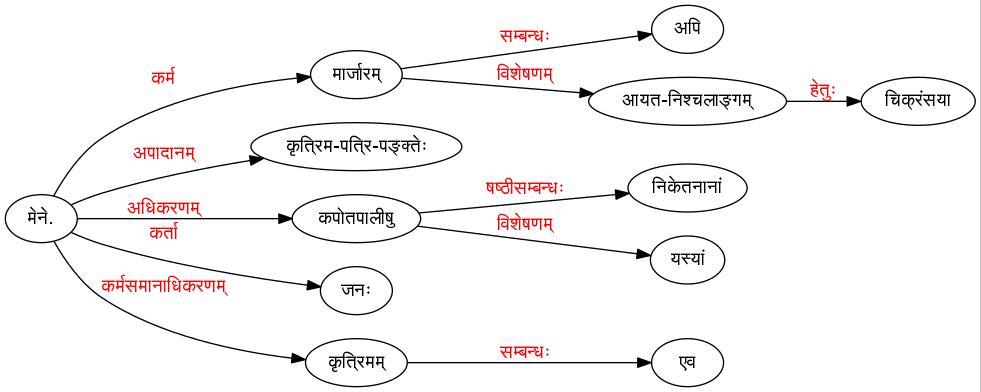 अपि
सम्बन्धः
कर्म
मार्जारम्
विशेषणम्
हेतुः
आयत-निश्चलाङ्गम्
चिक्रंसया
अपादानम्
कृत्रिम-पत्रि-पङ्क्तेः
षष्ठीसम्बन्धः
निकेतनानां
मेने.
अधिकरणम्
कपोतपालीषु
विशेषणम्
कर्ता
यस्यां
कर्मसमानाधिकरणम्
जनः
सम्बन्धः
कृत्रिमम्
एव